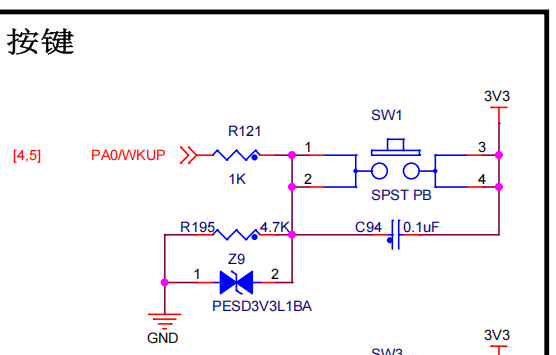 按键
3V3
SW1
R121
[4,5]
PA0/WKUP
1
3
1K
2
4
SPST PB
R195
4.7K
C94
0.1uF
Z9
1
2
PESD3V3L1BA
GND
3V3
SW3